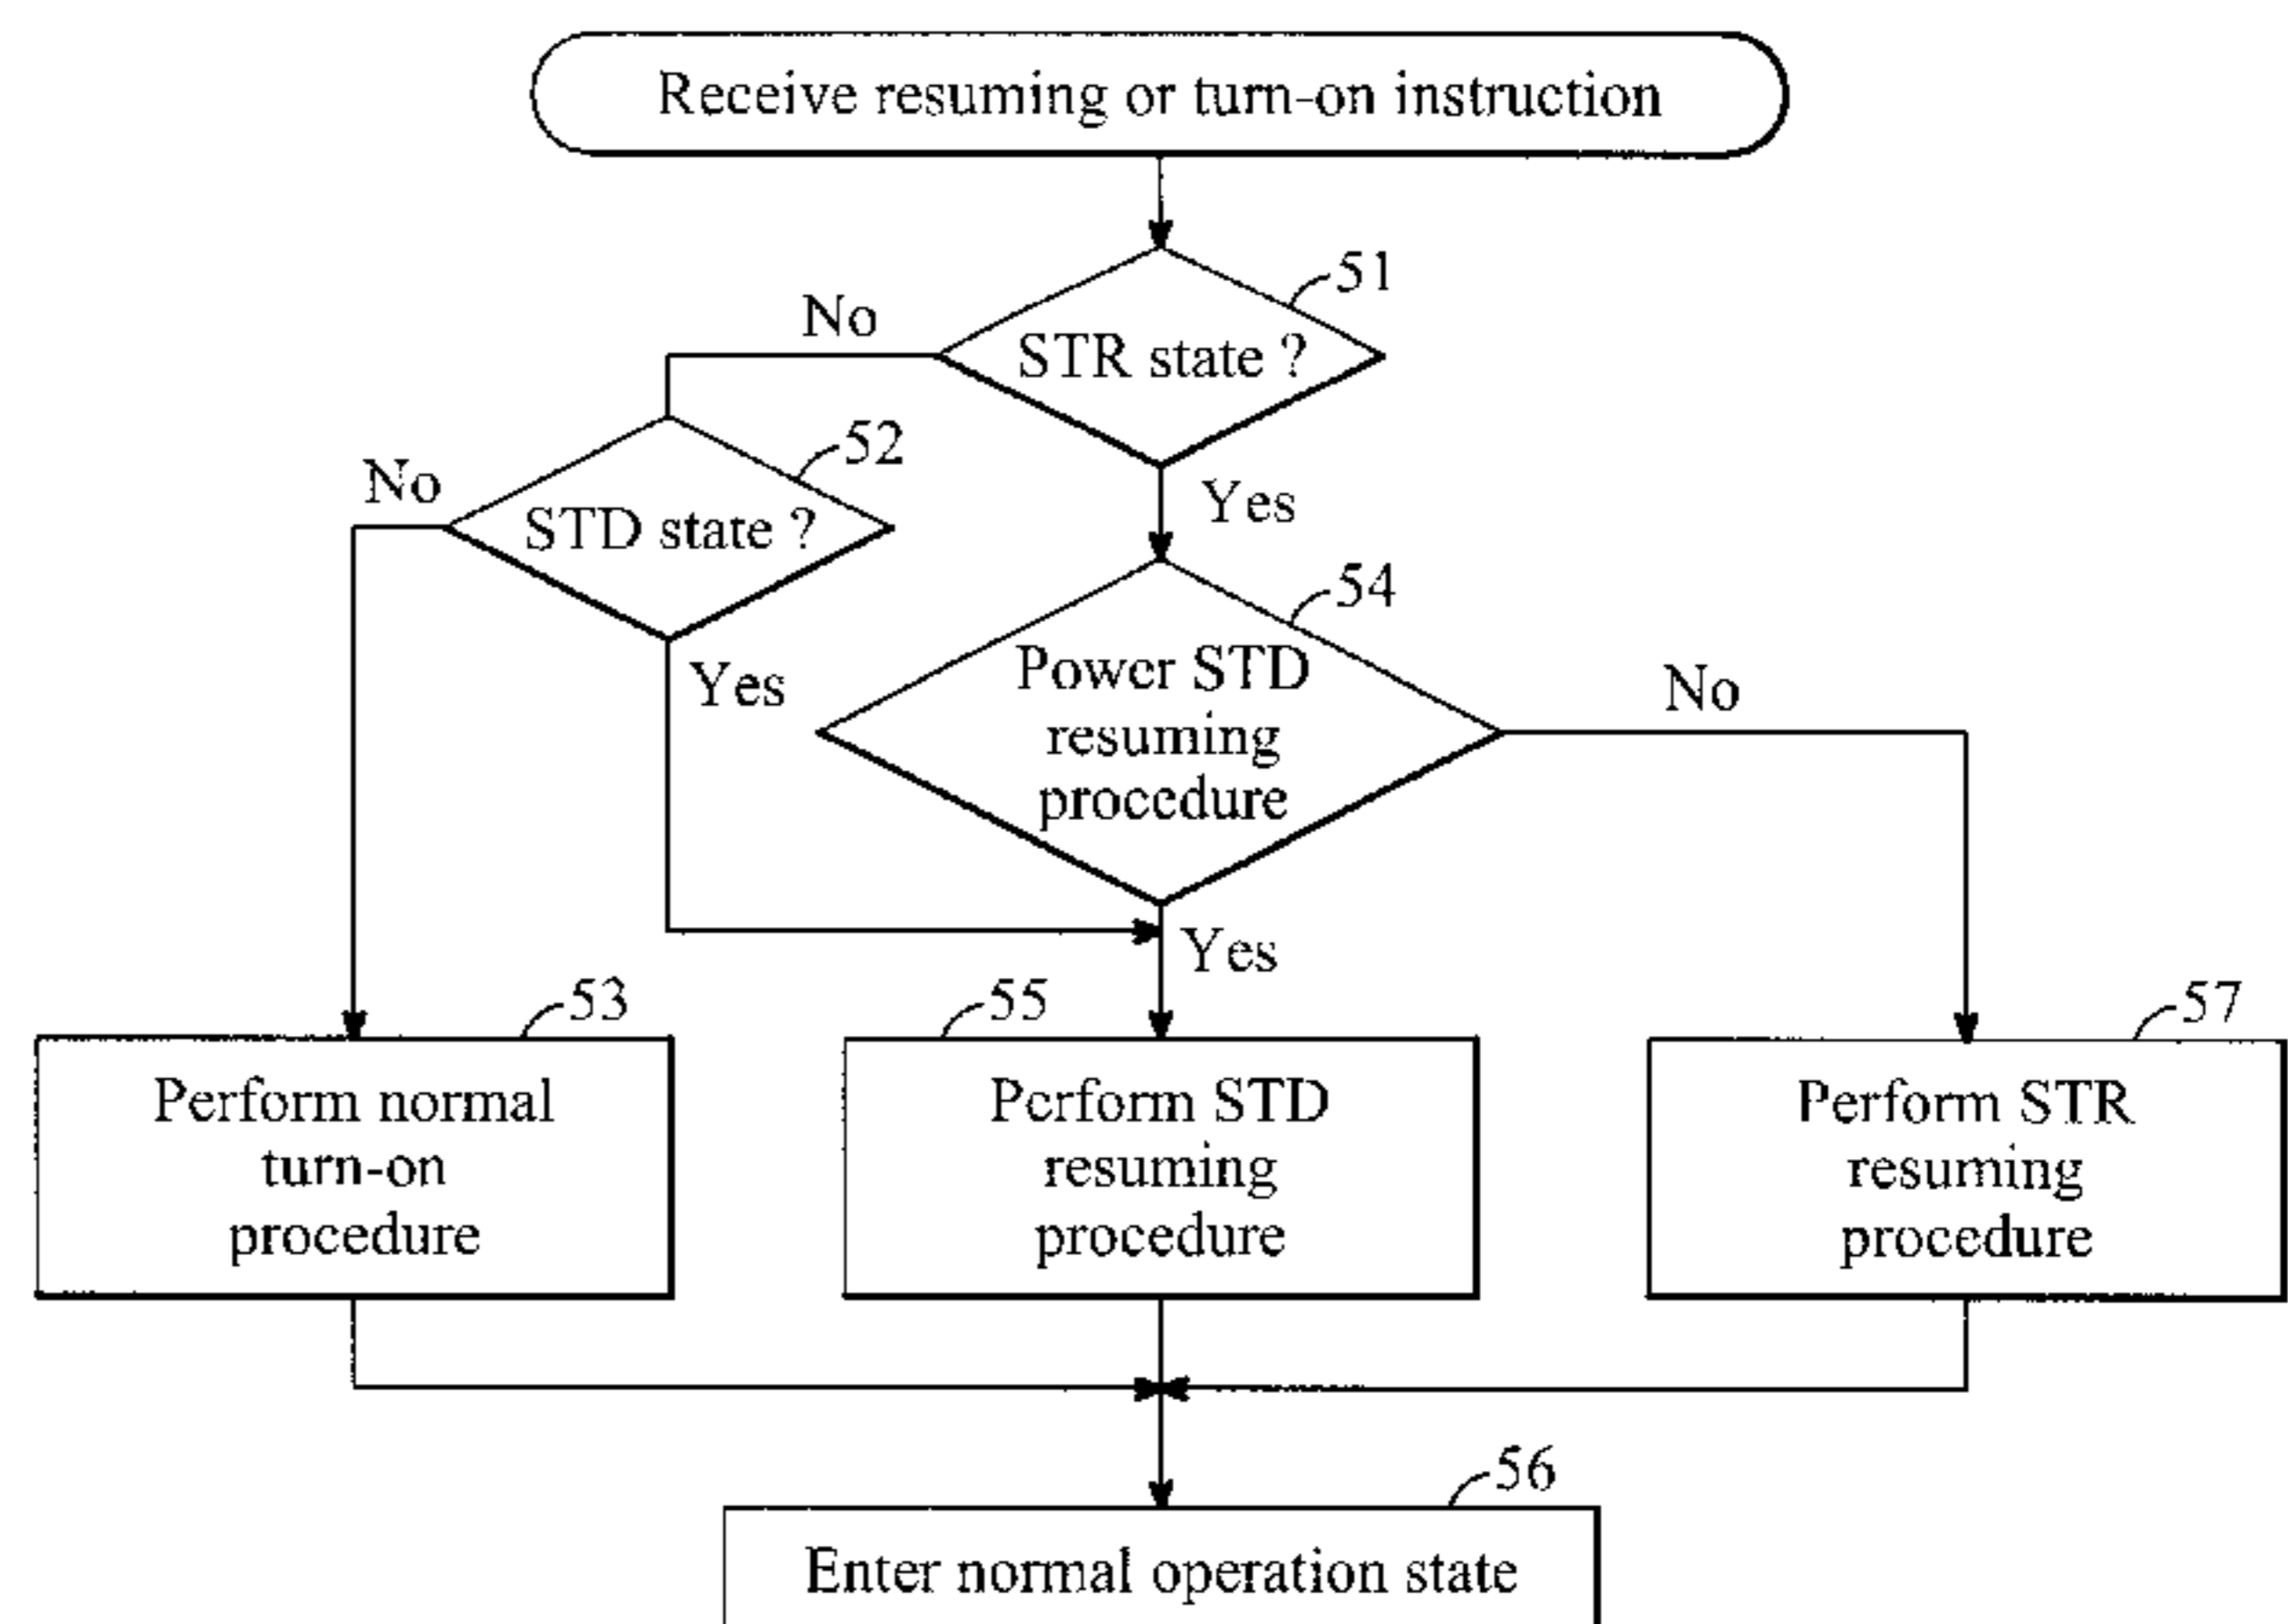 Receive resuming or turn-on instruction
51
No
STR state ?
52
No
STD state ?
Yes
54
Yes
Power STD
resuming
procedure
No
Yes
53
55
57
Perform normal
turn-on
procedure
Perform STD
resuming
procedure
Perform STR
resuming
procedure
56
Enter normal operation state